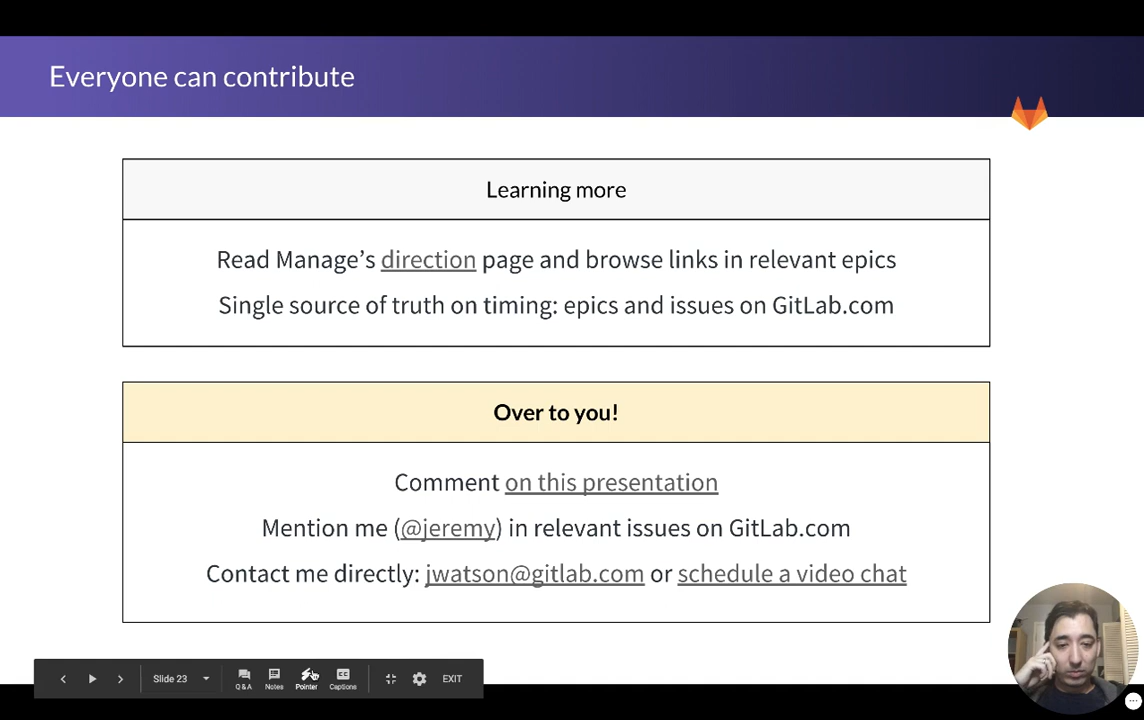 Everyone can contribute
Learning more
Read Manage's direction page and browse links in relevant epics
Single source of truth on timing: epics and issues on GitLab.com
Over to you!
Comment on this presentation
Mention me (@jeremy) in relevant issues on GitLab.com
Contact me directly: jwatson@gitlab.com or schedule a video chat
Slide 23
Q&A
Notes
Pointer
Captions
EXIT